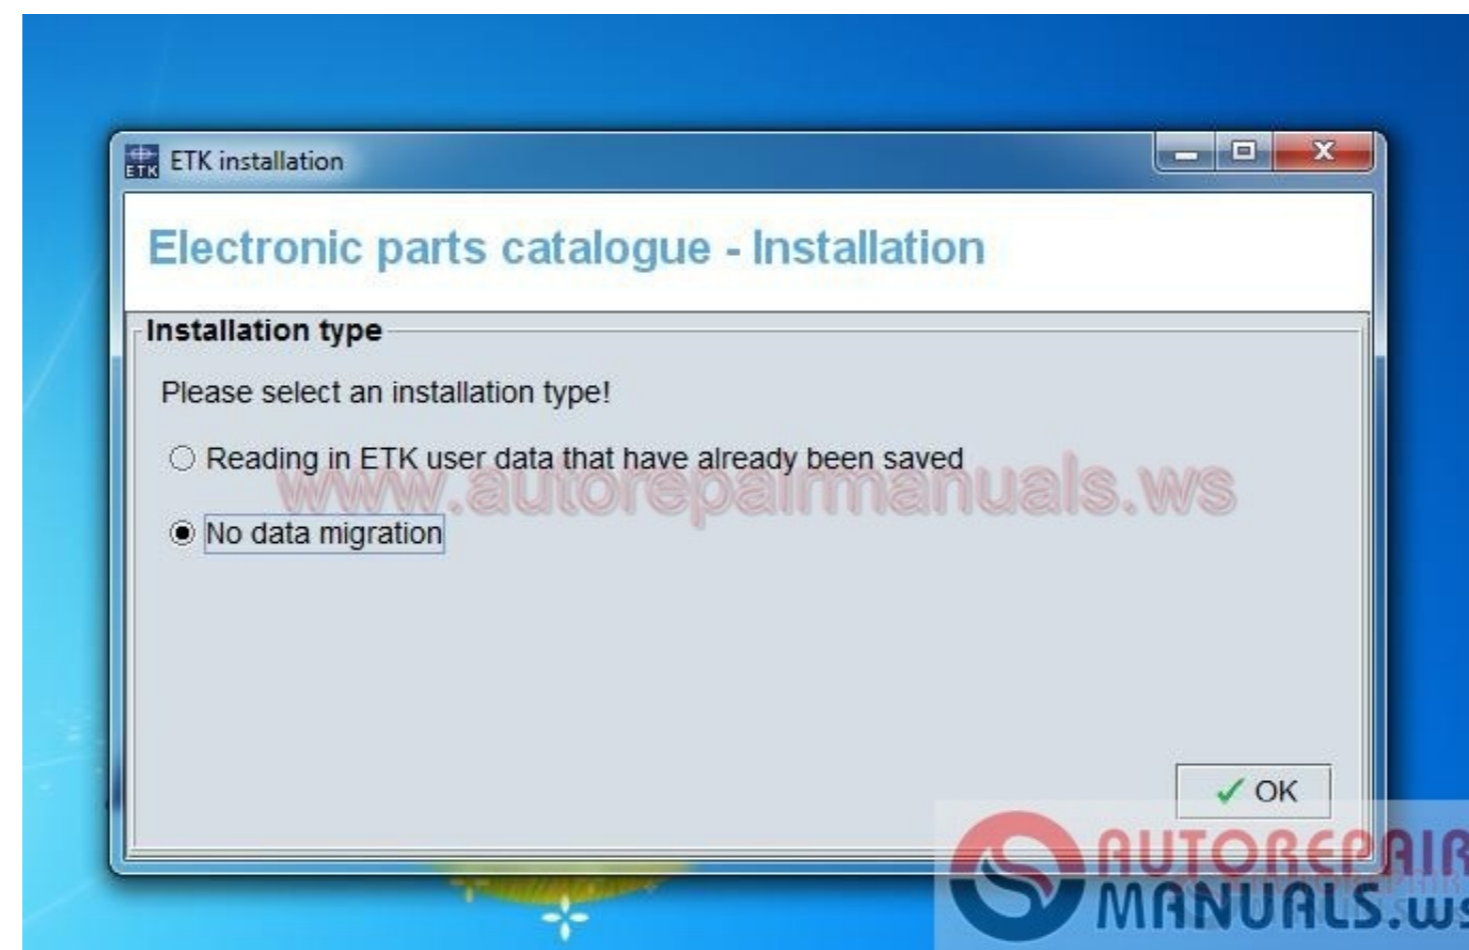 ETK
ETK installation
Electronic parts catalogue - Installation
Installation type
Please select an installation type!
Reading in ETK user data that have already been saved
www.autorepairmanuals.ws
No data migration
OK
AUTOREPAIR
MANUALS.ws